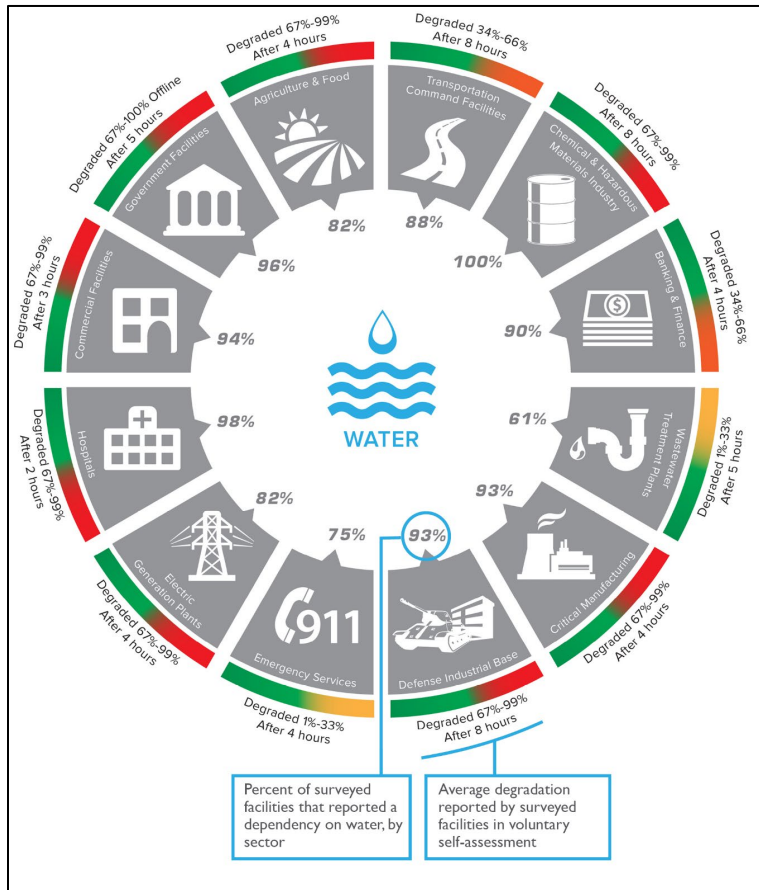 Degraded 67%-99%
After 4 hours
Agriculture & Food
82%
Degraded 34%-66%
After 8 hours
Transportation
Command Facilities
88%
Degraded 67%-99%
After 8 hours
Chemical & Hazardous
Materials Industry
100%
Degraded 34%-66%
After 4 hours
Banking & Finance
$
90%
Degraded 1%-33%
After 5 hours
Wastewater
Treatment Plants
61%
Degraded 67%-99%
After 4 hours
Critical Manufacturing
93%
Degraded 67%-99%
After 8 hours
Defense Industrial Base
93%
Degraded 1%-33%
After 4 hours
Emergency Services
911
75%
Degraded 67%-99%
After 4 hours
Electric
Generation Plants
82%
Degraded 67%-99%
After 2 hours
Hospitals
98%
Degraded 67%-99%
After 3 hours
Commercial Facilities
94%
Degraded 67%-100% Offline
After 5 hours
Government Facilities
96%
WATER
Percent of surveyed
facilities that reported a
dependency on water, by
sector
Average degradation
reported by surveyed
facilities in voluntary
self-assessment